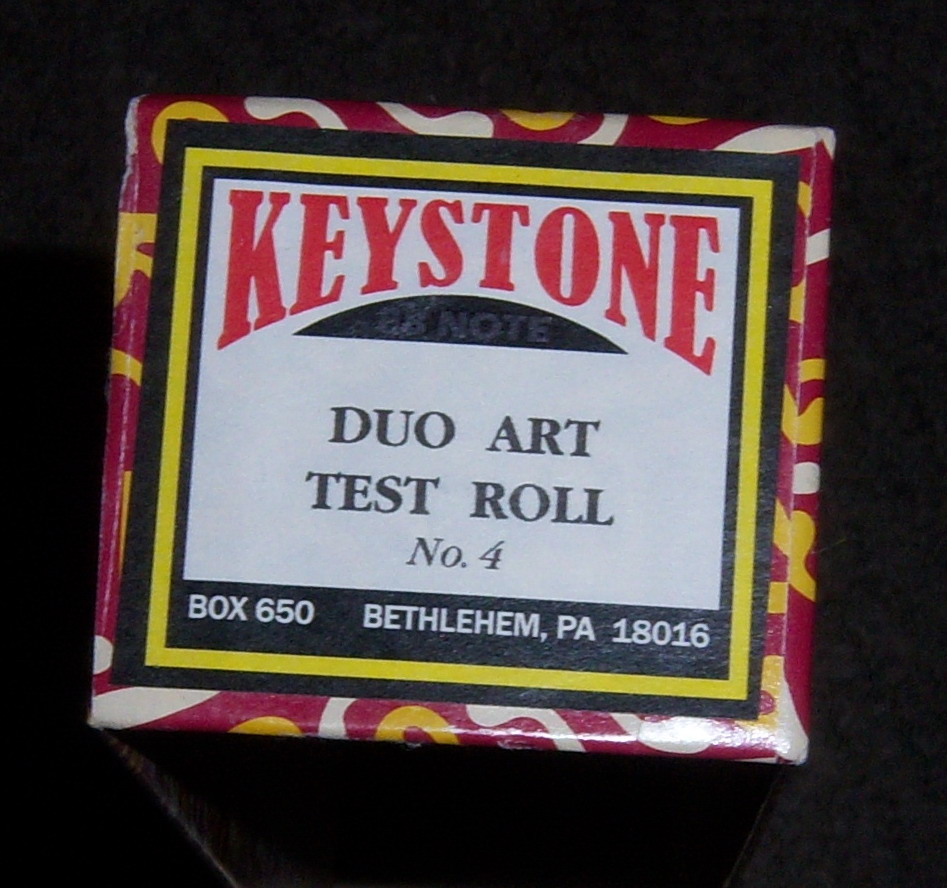 KEYSTONE
88 NOTE
DUO ART
TEST ROLL
No. 4
BOX 650 BETHLEHEM, PA 18016